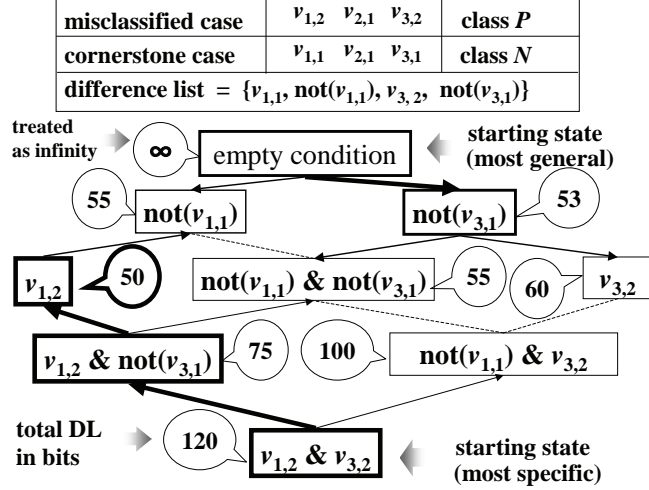 misclassified case v1,2 v2,1 v3,2 class P
cornerstone case v1,1 v2,1 v3,1 class N
difference list = {v1,1, not(v1,1), v3, 2, not(v3,1)}
treated
as infinity
∞
empty condition
starting state
(most general)
55
not(v1,1)
not(v3,1)
53
v1,2
50
not(v1,1) & not(v3,1)
55
60
v3,2
v1,2 & not(v3,1)
75
100
not(v1,1) & v3,2
total DL
in bits
120
v1,2 & v3,2
starting state
(most specific)